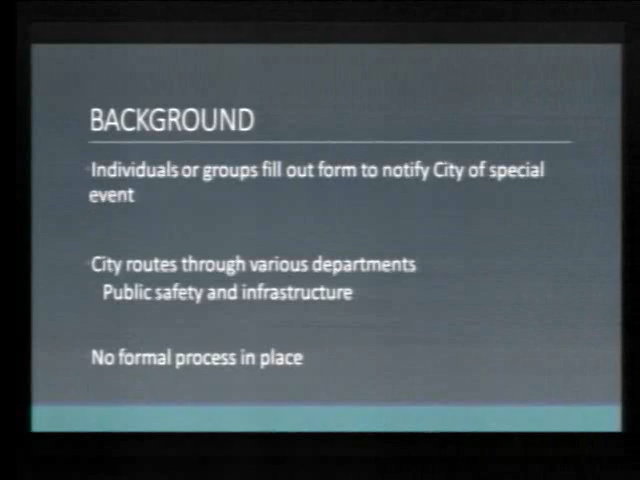 BACKGROUND
Individuals or groups fill out form to notify City of special
event
City routes through various departments
Public safety and infrastructure
No formal process in place